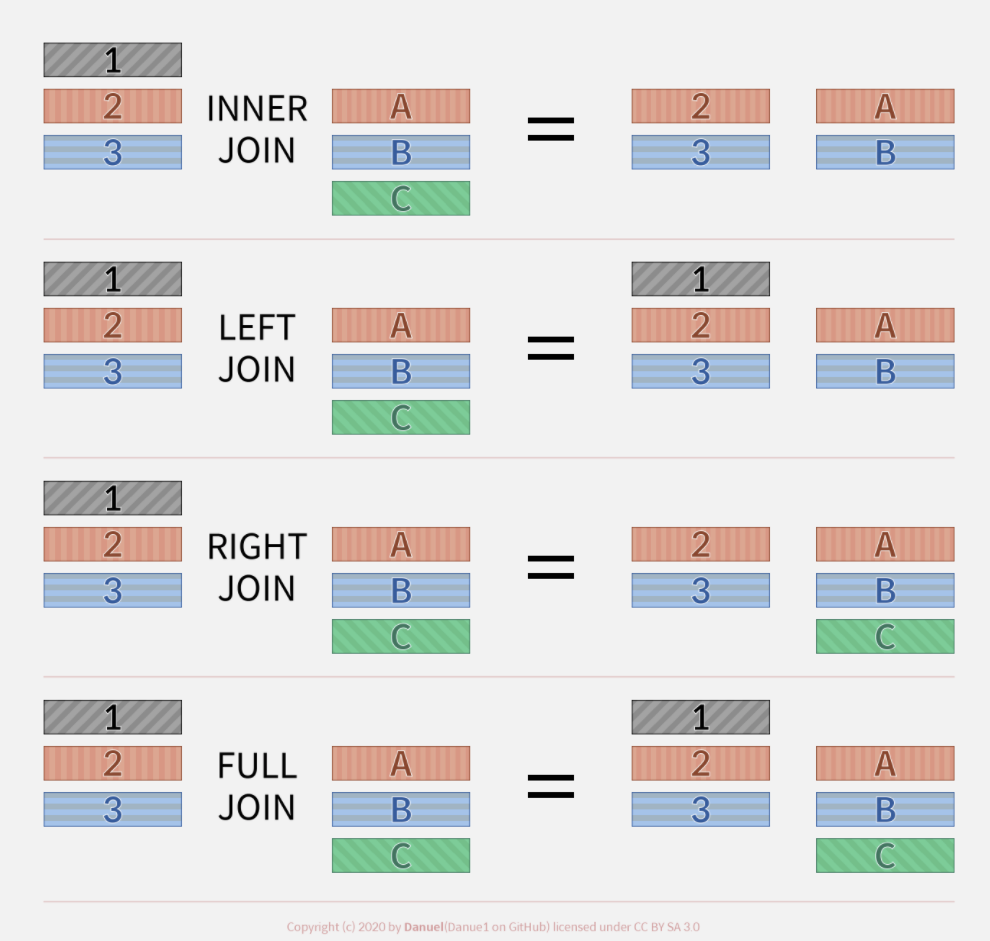 1
2 INNER A = 2 A
3 JOIN B 3 B
C
1 1
2 LEFT A = 2 A
3 JOIN B 3 B
C
1
2 RIGHT A = 2 A
3 JOIN B 3 B
C C
1 1
2 FULL A = 2 A
3 JOIN B 3 B
C C
Copyright (c) 2020 by Danuel(Danue1 on GitHub) licensed under CC BY SA 3.0